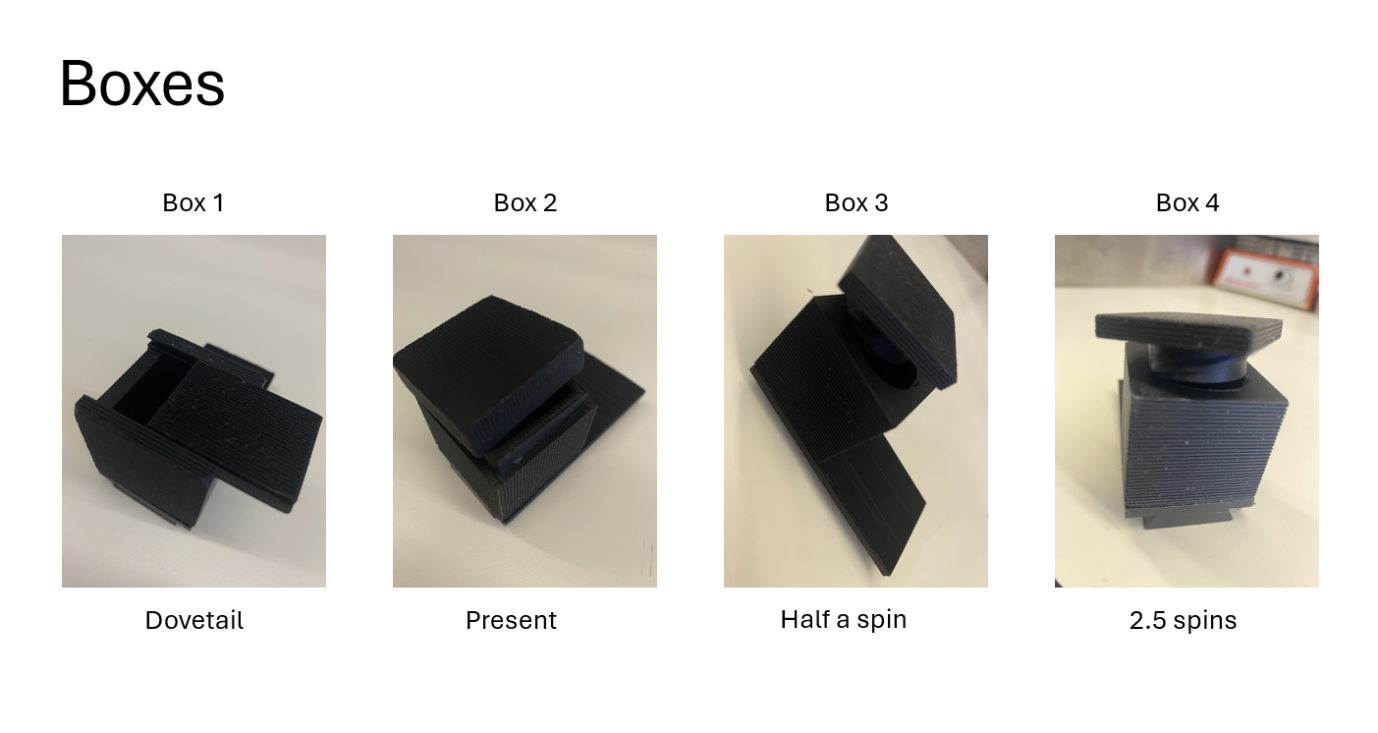 Boxes
Box 1
Box 2
Box 3
Box 4
Dovetail
Present
Half a spin
2.5 spins